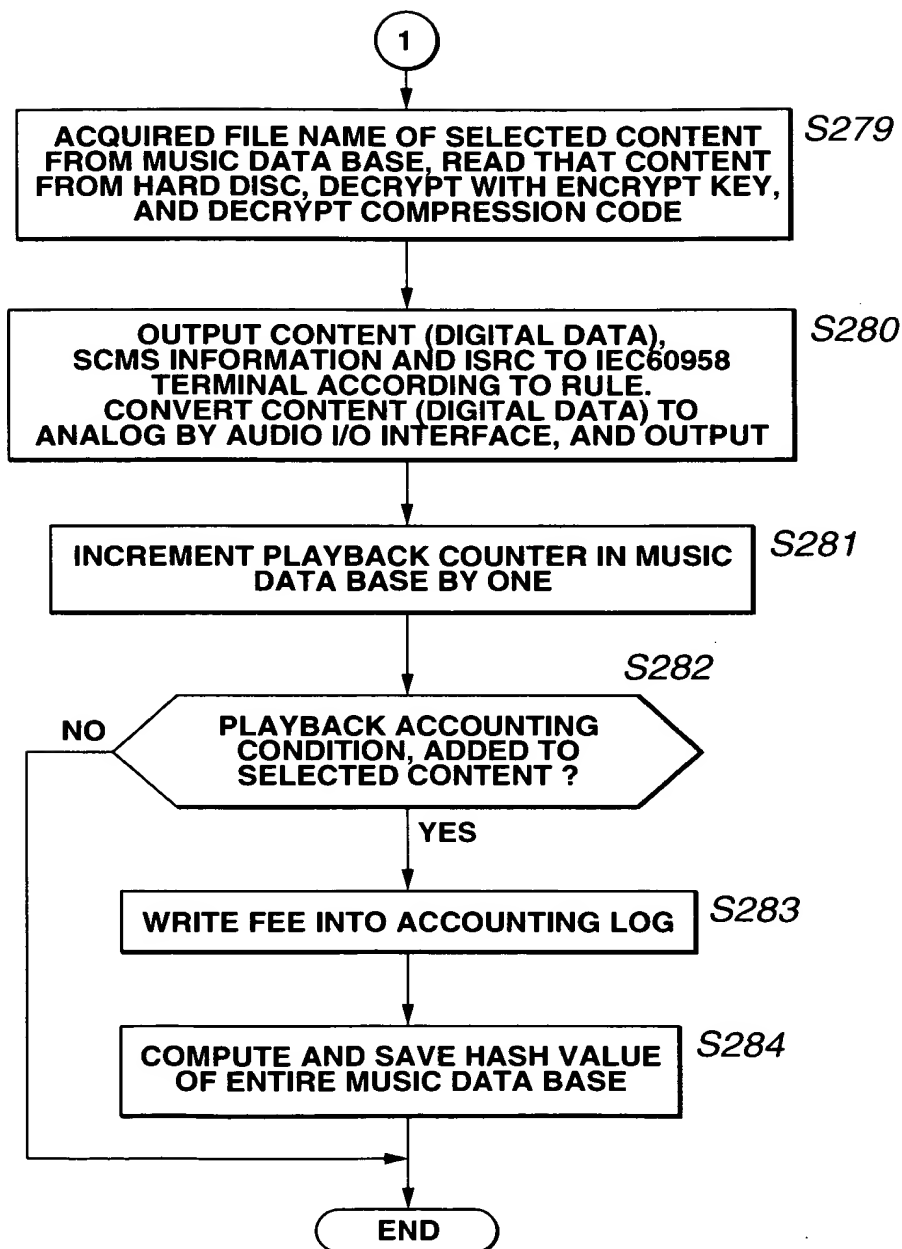 1
ACQUIRED FILE NAME OF SELECTED CONTENT
FROM MUSIC DATA BASE, READ THAT CONTENT
FROM HARD DISC, DECRYPT WITH ENCRYPT KEY,
AND DECRYPT COMPRESSION CODE
S279
OUTPUT CONTENT (DIGITAL DATA),
SCMS INFORMATION AND ISRC TO IEC60958
TERMINAL ACCORDING TO RULE.
CONVERT CONTENT (DIGITAL DATA) TO
ANALOG BY AUDIO I/O INTERFACE, AND OUTPUT
S280
INCREMENT PLAYBACK COUNTER IN MUSIC
DATA BASE BY ONE
S281
S282
PLAYBACK ACCOUNTING
CONDITION, ADDED TO
SELECTED CONTENT ?
NO
YES
WRITE FEE INTO ACCOUNTING LOG
S283
COMPUTE AND SAVE HASH VALUE
OF ENTIRE MUSIC DATA BASE
S284
END